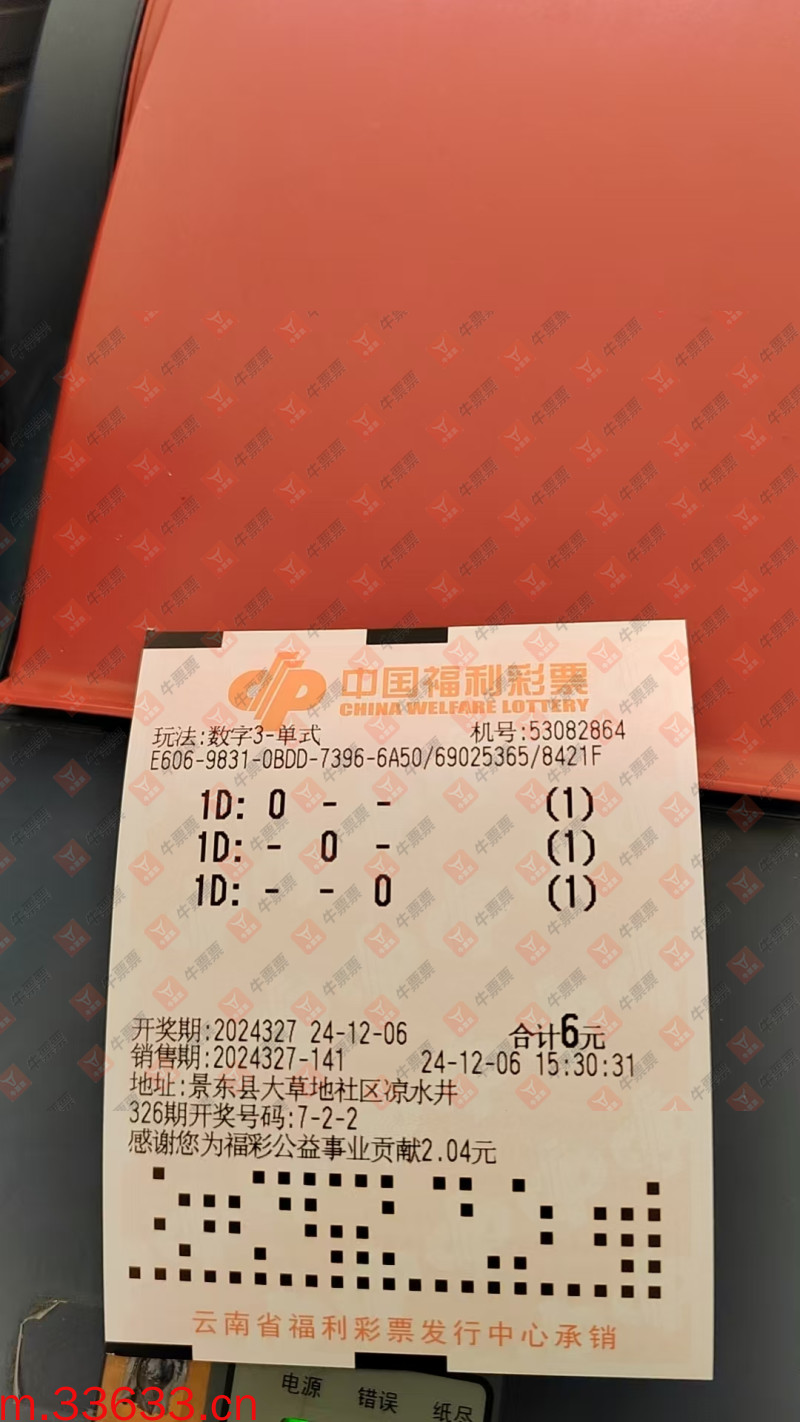 中国福利彩票
CHINA WELFARE LOTTERY
玩法:数字3-单式 机号:53082864
E606-9831-0BDD-7396-6A50/69025365/8421F
1D: 0 - - (1)
1D: - 0 - (1)
1D: - - 0 (1)
开奖期:2024327 24-12-06 合计6元
销售期:2024327-141 24-12-06 15:30:31
地址:景东县大草地社区凉水井
326期开奖号码:7-2-2
感谢您为福彩公益事业贡献2.04元
云南省福利彩票发行中心承销
电源 错误 纸尽
m.33633.cn
牛票票